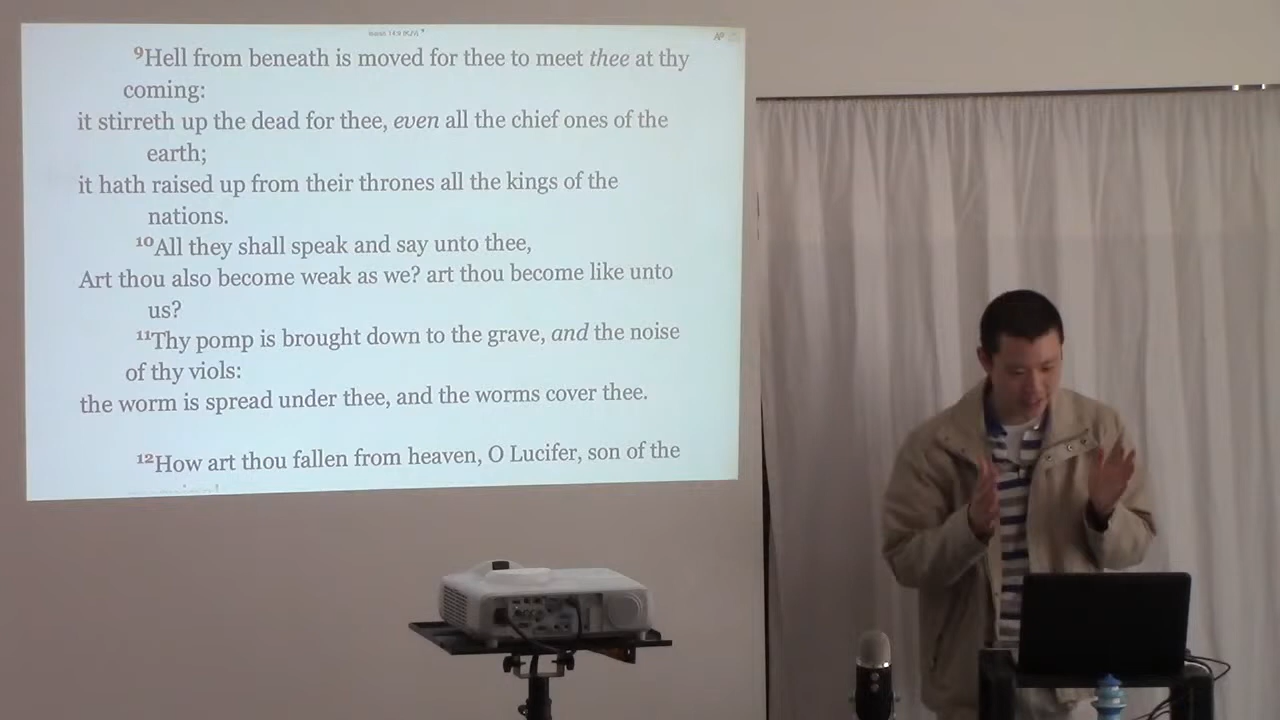 ⁹Hell from beneath is moved for thee to meet thee at thy
coming:
it stirreth up the dead for thee, even all the chief ones of the
earth;
it hath raised up from their thrones all the kings of the
nations.
¹⁰All they shall speak and say unto thee,
Art thou also become weak as we? art thou become like unto
us?
¹¹Thy pomp is brought down to the grave, and the noise
of thy viols:
the worm is spread under thee, and the worms cover thee.
¹²How art thou fallen from heaven, O Lucifer, son of the